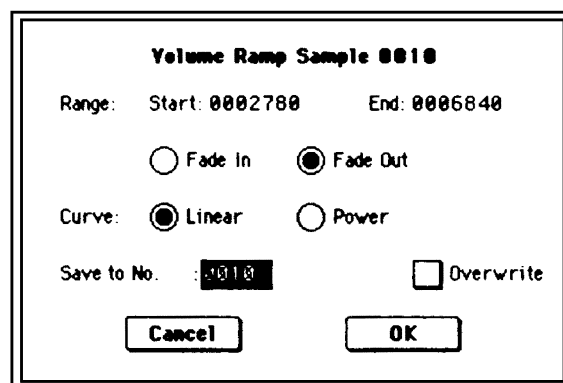 Volume Ramp Sample 0010
Range: Start: 0002780 End: 0006840
Fade In Fade Out
Curve: Linear Power
Save to No. :0010 Overwrite
Cancel OK